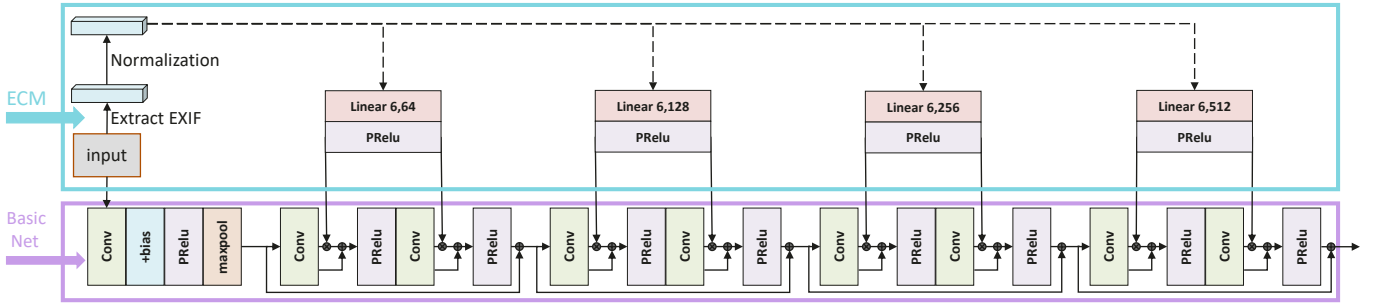 Normalization
ECM
Extract EXIF
input
Linear 6,64
PRelu
Linear 6,128
PRelu
Linear 6,256
PRelu
Linear 6,512
PRelu
Basic
Net
Conv
+bias
PRelu
maxpool
Conv
PRelu
Conv
PRelu
Conv
PRelu
Conv
PRelu
Conv
PRelu
Conv
PRelu
Conv
PRelu
Conv
PRelu